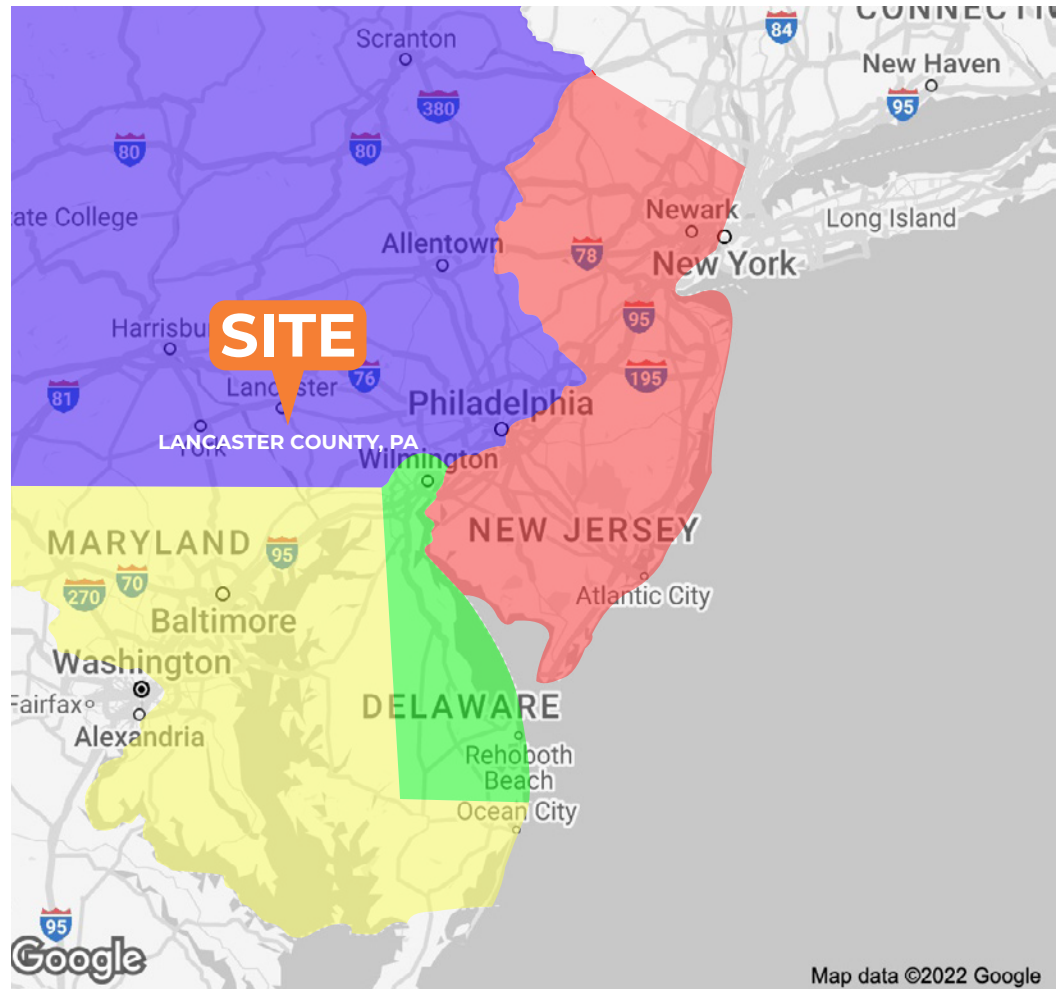 CONNECTIC
Scranton
84
New Haven
95
380
80
80
ate College
Newark
Long Island
Allentown
78
New York
Harrisbu
SITE
95
76
195
81
Lancaster
Philadelphia
LANCASTER COUNTY, PA
York
Wilmington
MARYLAND
95
NEW JERSEY
70
270
Baltimore
Atlantic City
Washington
Fairfax
DELAWARE
Alexandria
Rehoboth
Beach
Ocean City
95
Google
Map data ©2022 Google